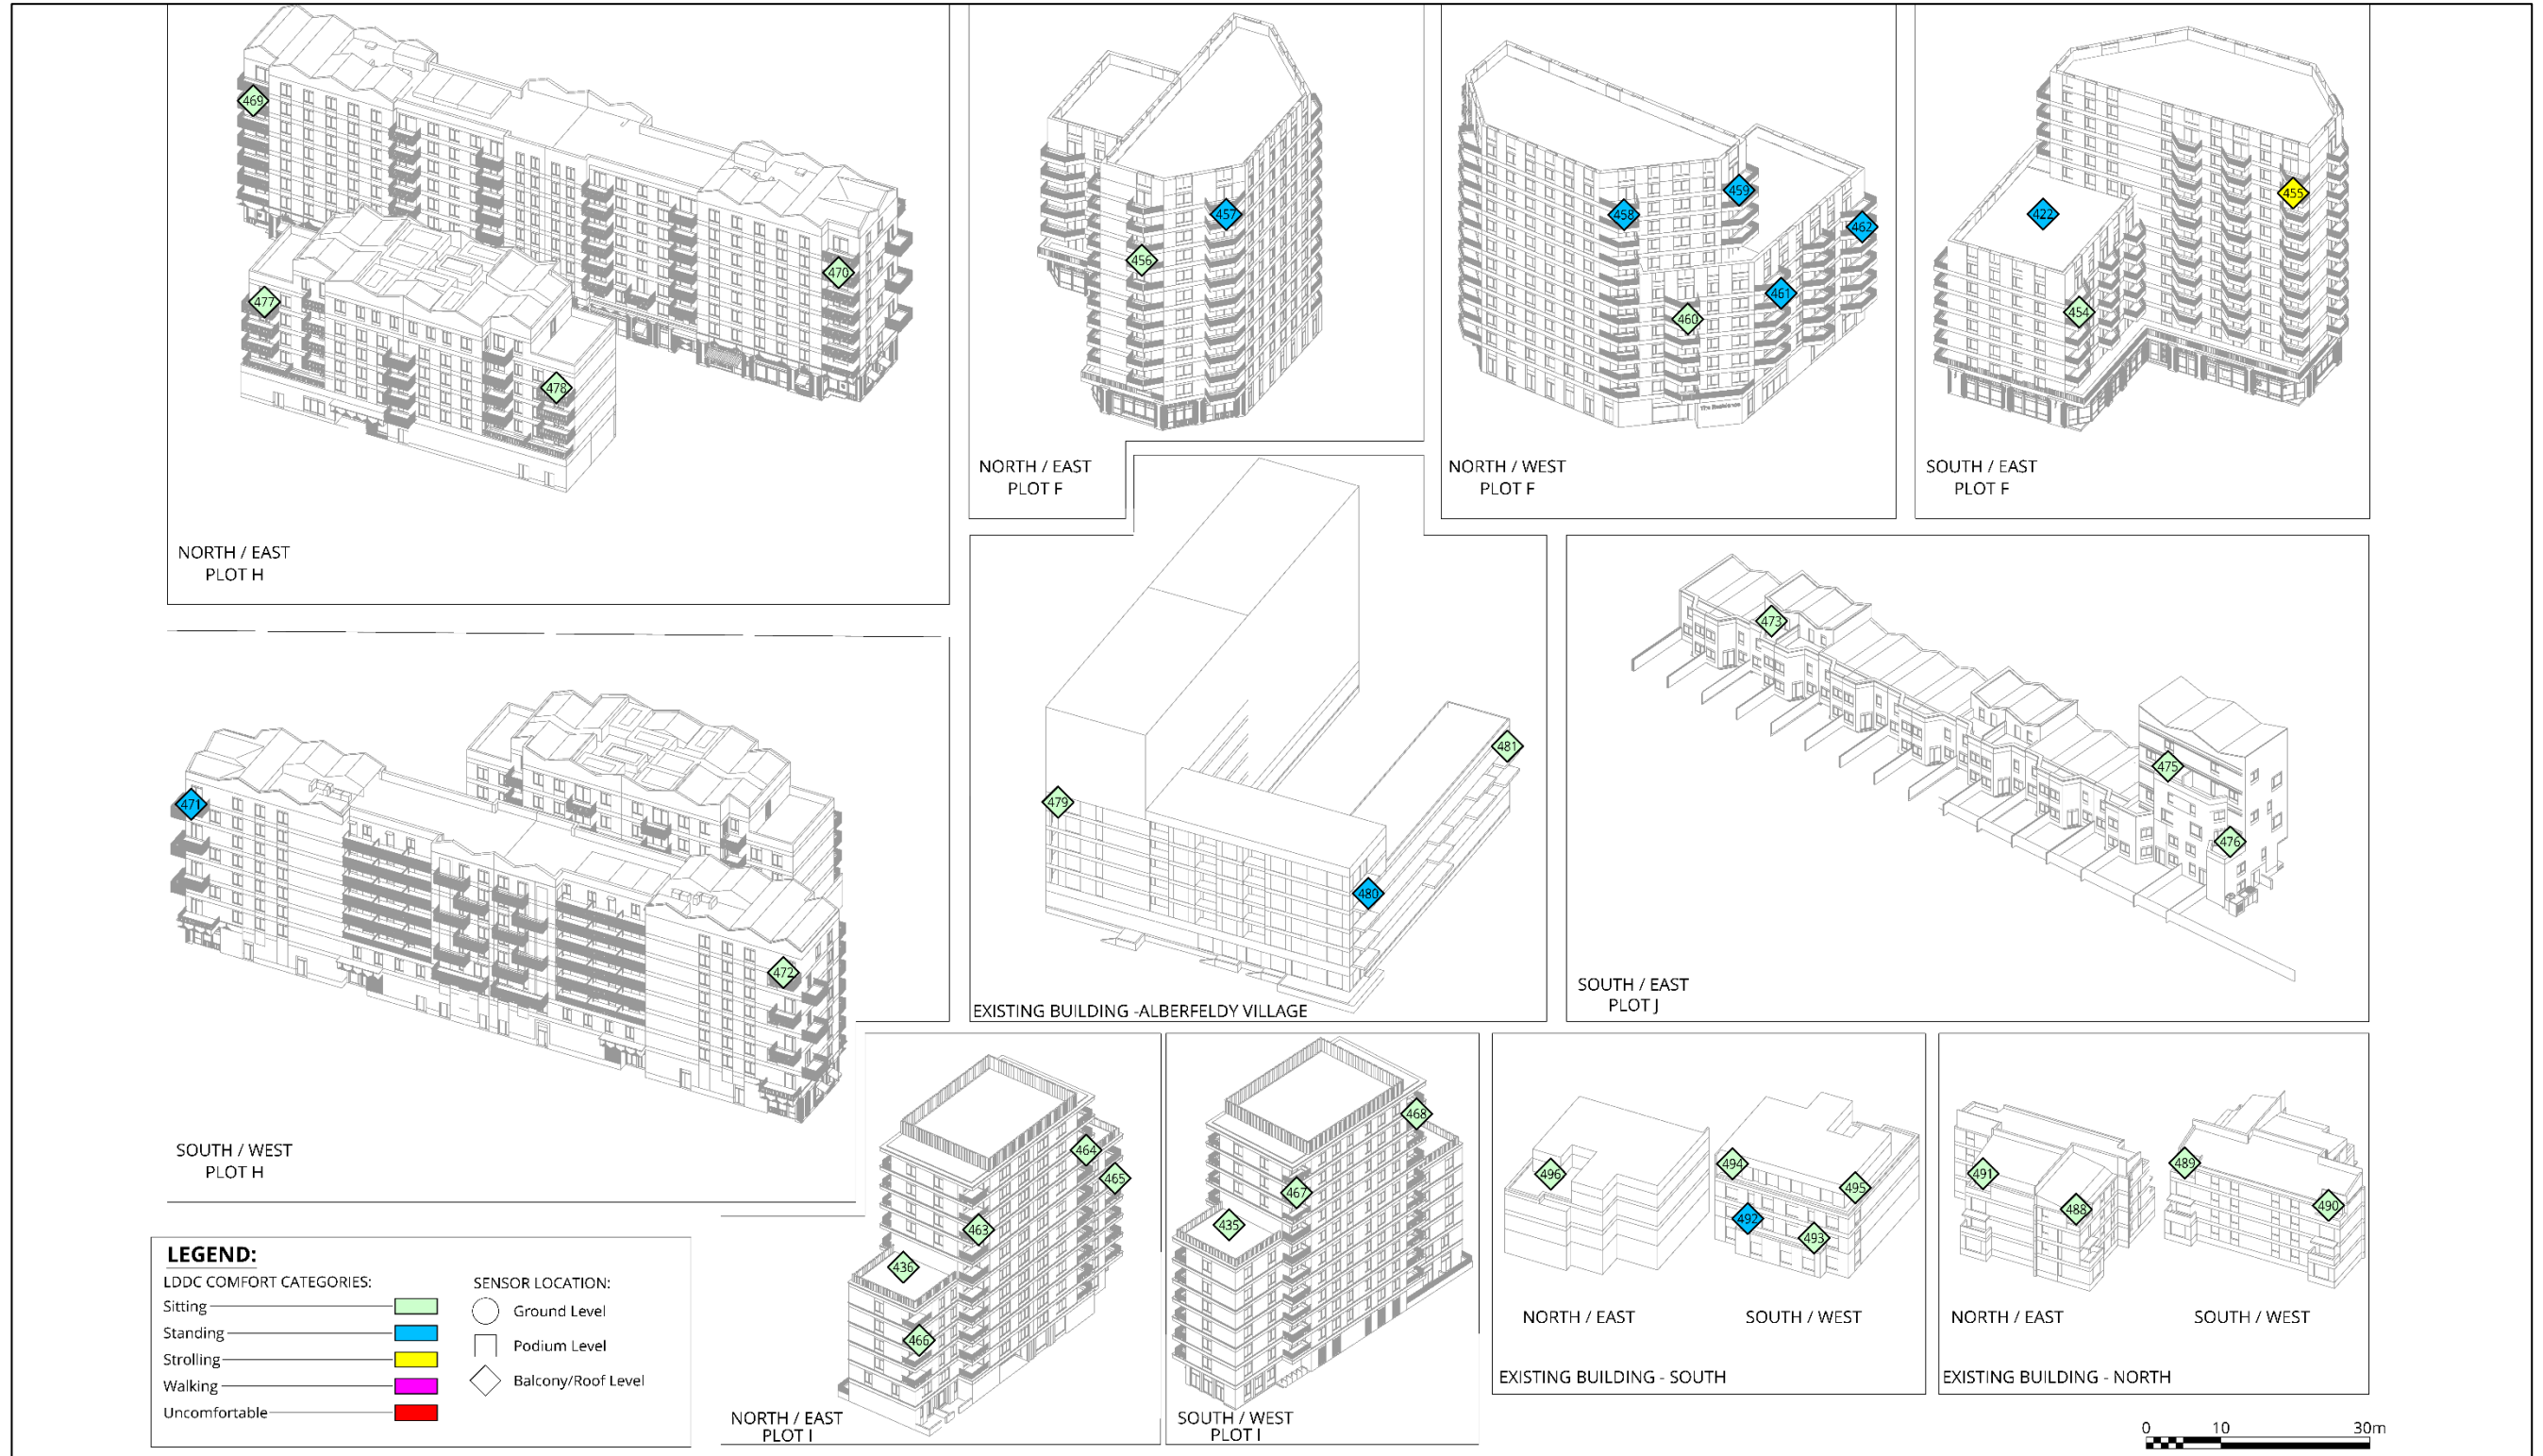 469
470
477
478
NORTH / EAST
PLOT H
457
456
NORTH / EAST
PLOT F
459
458
462
461
460
The Residence
NORTH / WEST
PLOT F
455
422
454
SOUTH / EAST
PLOT F
471
472
SOUTH / WEST
PLOT H
481
479
480
EXISTING BUILDING -ALBERFELDY VILLAGE
473
475
476
SOUTH / EAST
PLOT J
464
465
463
436
466
NORTH / EAST
PLOT I
468
467
435
SOUTH / WEST
PLOT I
496
494
495
492
493
NORTH / EAST
SOUTH / WEST
EXISTING BUILDING - SOUTH
491
488
489
490
NORTH / EAST
SOUTH / WEST
EXISTING BUILDING - NORTH
LEGEND:
LDDC COMFORT CATEGORIES:
Sitting
Standing
Strolling
Walking
Uncomfortable
SENSOR LOCATION:
Ground Level
Podium Level
Balcony/Roof Level
0 10 30m